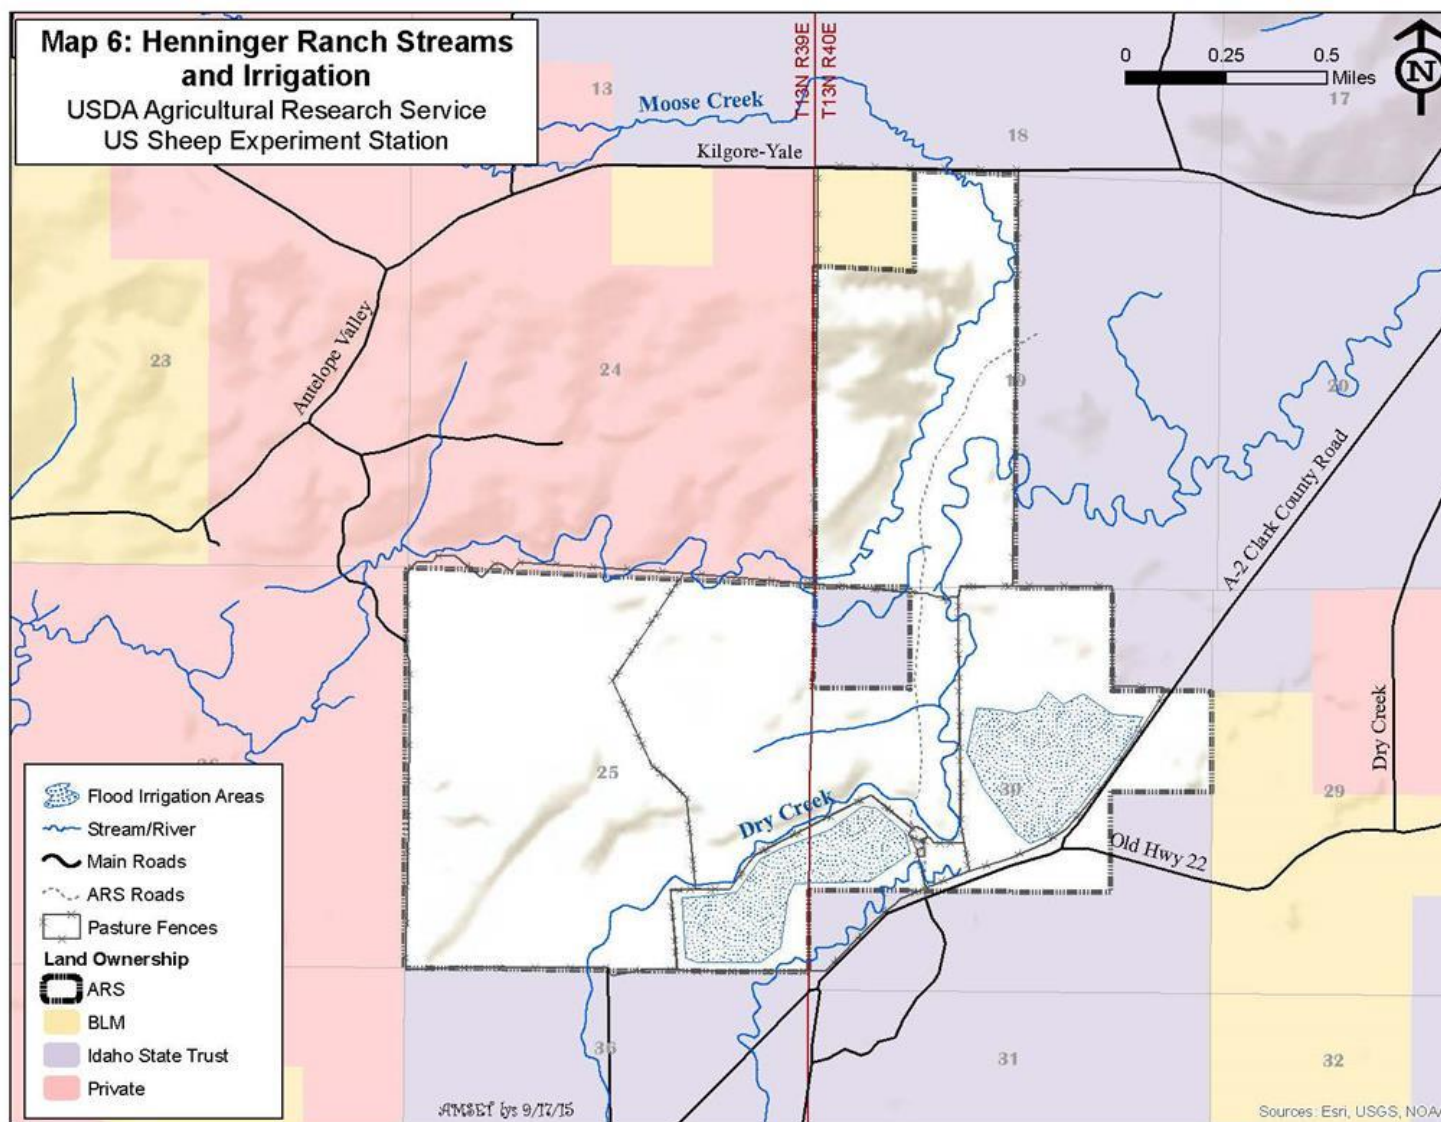 Map 6: Henninger Ranch Streams
and Irrigation
USDA Agricultural Research Service
US Sheep Experiment Station
T13N R39E
T13N R40E
0 0.25 0.5
Miles
N
13
Moose Creek
18
17
Kilgore-Yale
Antelope Valley
23
24
19
20
A-2 Clark County Road
25
30
29
Dry Creek
Dry Creek
Old Hwy 22
Flood Irrigation Areas
Stream/River
Main Roads
ARS Roads
Pasture Fences
Land Ownership
ARS
BLM
Idaho State Trust
Private
36
31
32
AMSET lys 9/17/15
Sources: Esri, USGS, NOAA